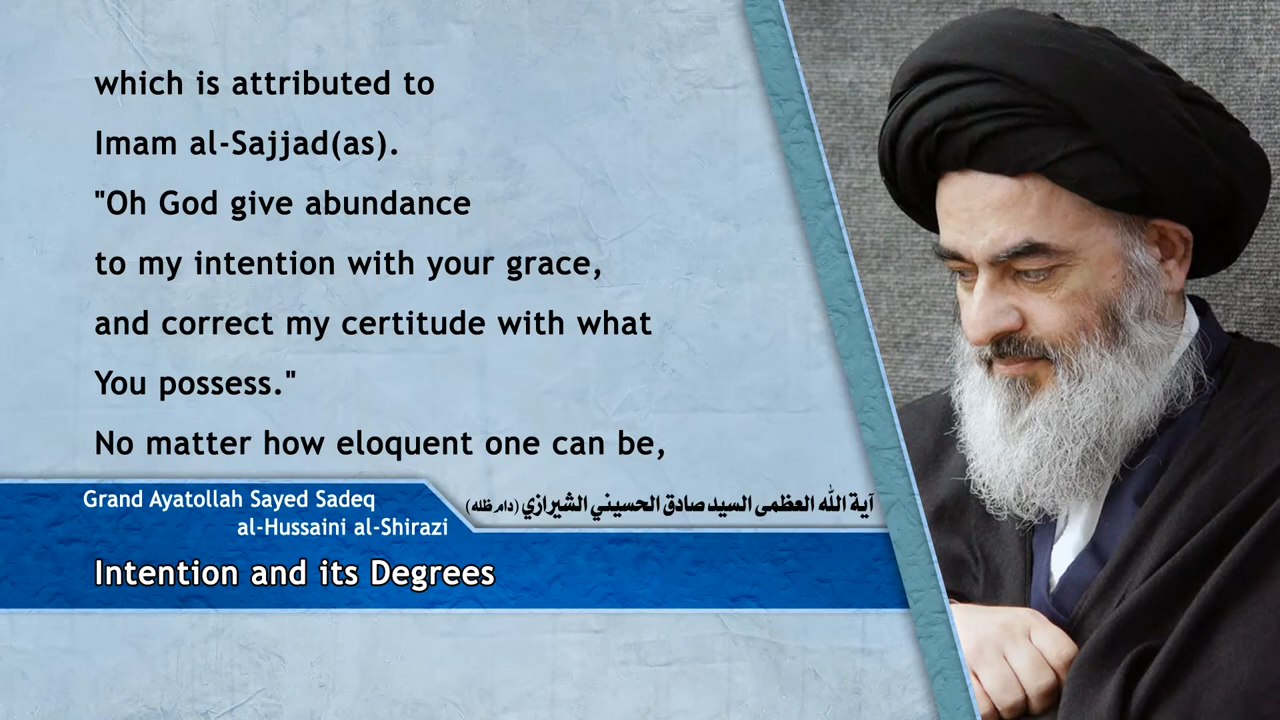 which is attributed to
Imam al-Sajjad(as).
"Oh God give abundance
to my intention with your grace,
and correct my certitude with what
You possess."
No matter how eloquent one can be,
Grand Ayatollah Sayed Sadeq
al-Hussaini al-Shirazi
آية الله العظمى السيد صادق الحسيني الشيرازي (دام ظله)
Intention and its Degrees